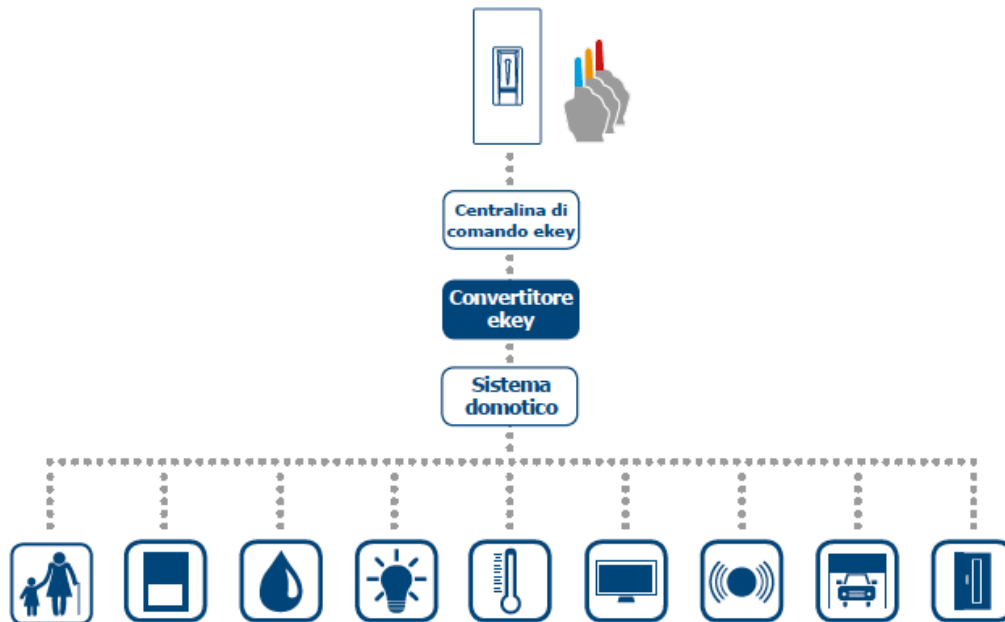 Centralina di
comando ekey
Convertitore
ekey
Sistema
domotico